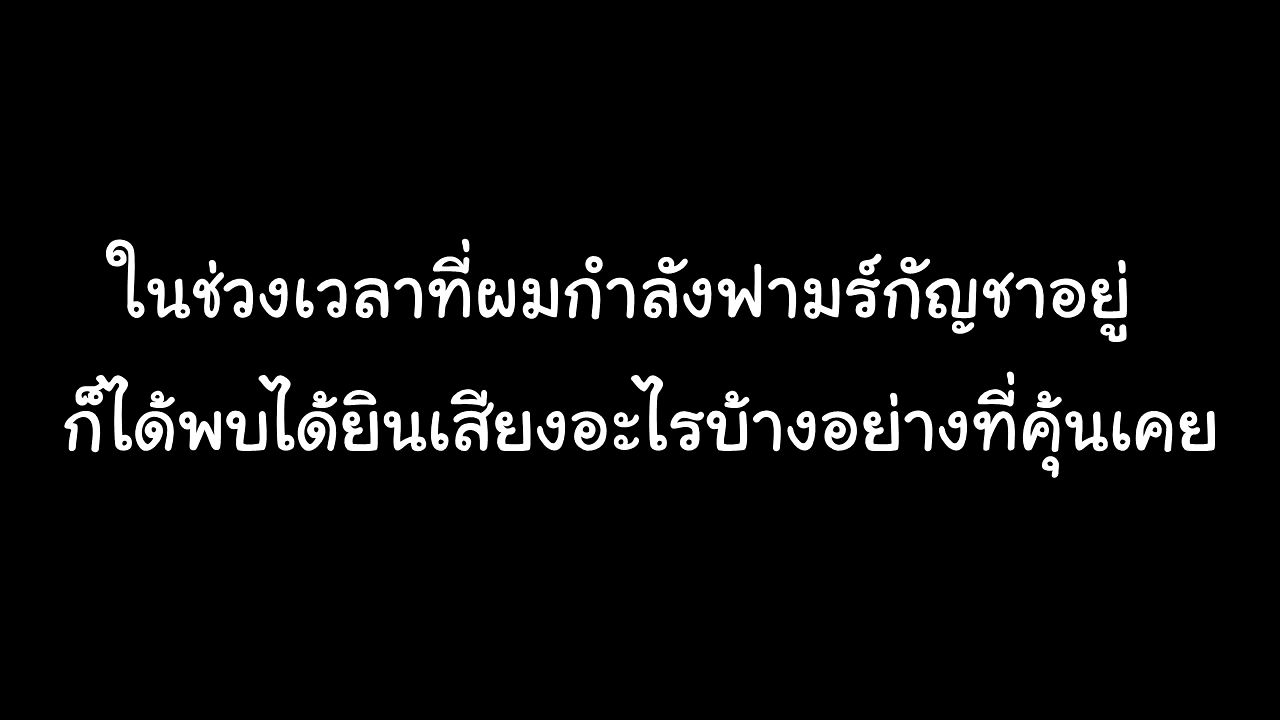 ในช่วงเวลาที่ผมกำลังฟามร์กัญชาอยู่
ก็ได้พบได้ยินเสียงอะไรบ้างอย่างที่คุ้นเคย